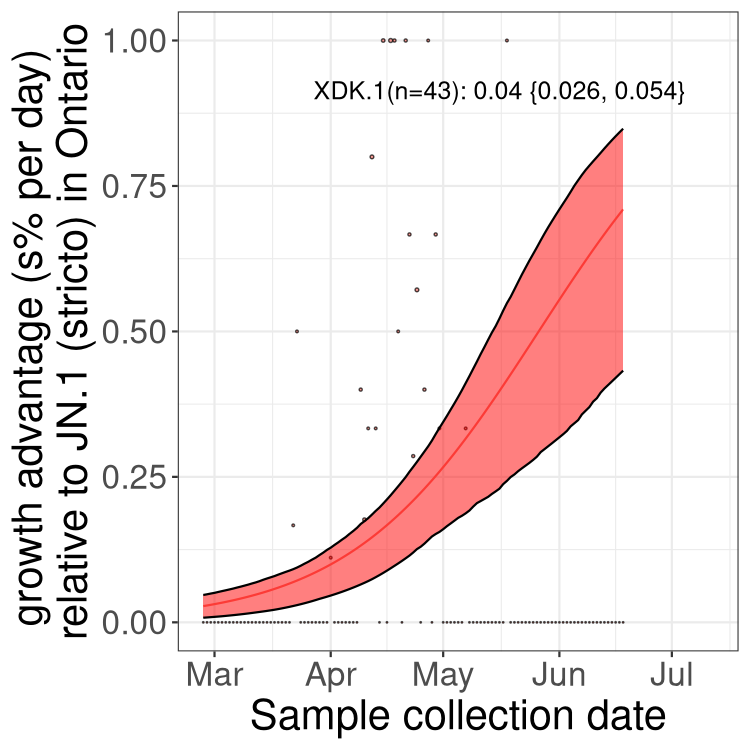 growth advantage (s% per day)
relative to JN.1 (stricto) in Ontario
1.00
0.75
0.50
0.25
0.00
XDK.1(n=43): 0.04 {0.026, 0.054}
Mar Apr May Jun Jul
Sample collection date